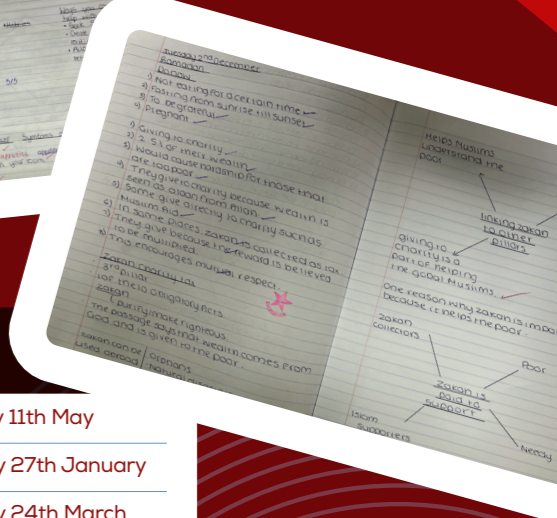 Tuesday 2nd December
Ramadan
1) Not eating for a certain time
2) Fasting from sunrise till sunset
3) To be grateful
4) Pregnant
1) Giving to charity
2) 2.5% of there wealth
3) Would cause hardship for those that
are too poor
4) They give to charity because wealth is
seen as a loan from Allah
5) Some give directly to charity such as
Muslim Aid
6) In some places, zakah is collected as tax
7) They give because the reward is believed
to be multiplied
8) This encourages mutual respect.
Zakah charity tax
3rd pillar
1 of the 10 obligatory acts
zakah
purity, make righteous
The passage says that wealth comes from
God and is given to the poor.
zakah can be
used abroad
orphans
Helps Muslims
understand the
poor
linking zakah
to other
pillars
giving to
charity is a
part of helping
the global Muslims.
One reason why zakah is
because it helps the poor.
zakah
collectors
Poor
Zakah is
paid to
support
Islam
supporters
Needy
5/5
11th May
27th January
24th March